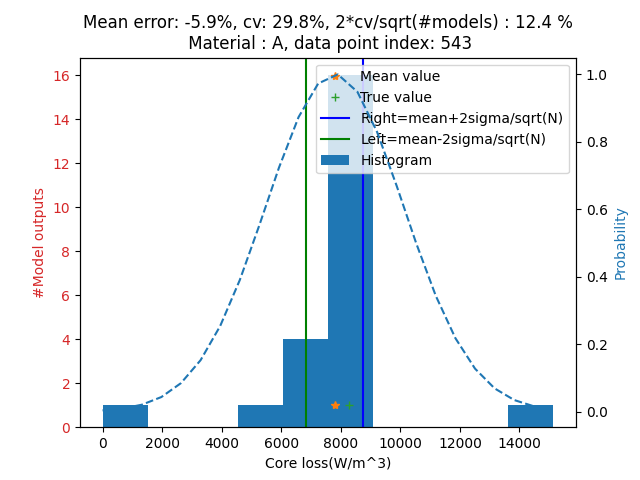 Mean error: -5.9%, cv: 29.8%, 2*cv/sqrt(#models) : 12.4 %
Material : A, data point index: 543
Mean value
True value
Right=mean+2sigma/sqrt(N)
Left=mean-2sigma/sqrt(N)
Histogram
16
14
12
10
8
6
4
2
0
#Model outputs
1.0
0.8
0.6
0.4
0.2
0.0
Probability
0 2000 4000 6000 8000 10000 12000 14000
Core loss(W/m^3)